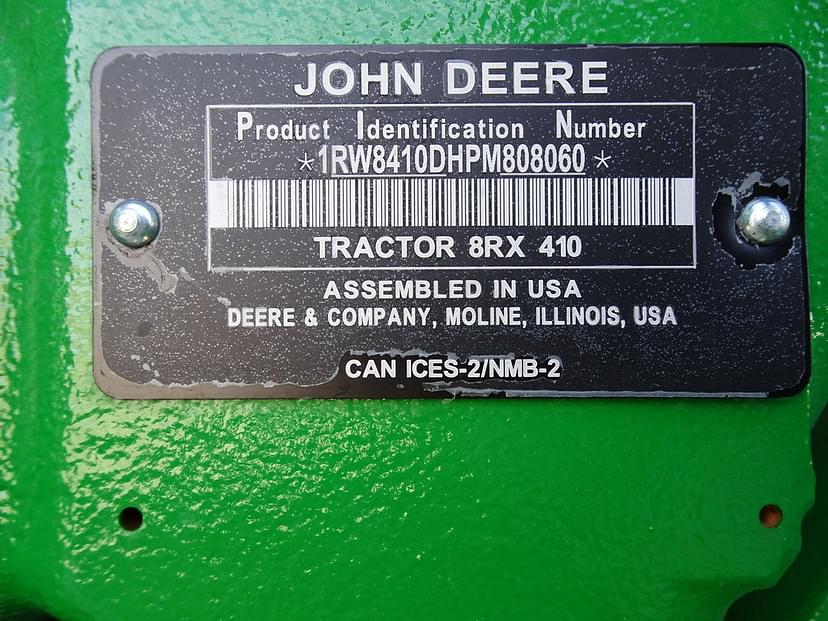 JOHN DEERE
Product Identification Number
*1RW8410DHPM808060*
TRACTOR 8RX 410
ASSEMBLED IN USA
DEERE & COMPANY, MOLINE, ILLINOIS, USA
CAN ICES-2/NMB-2